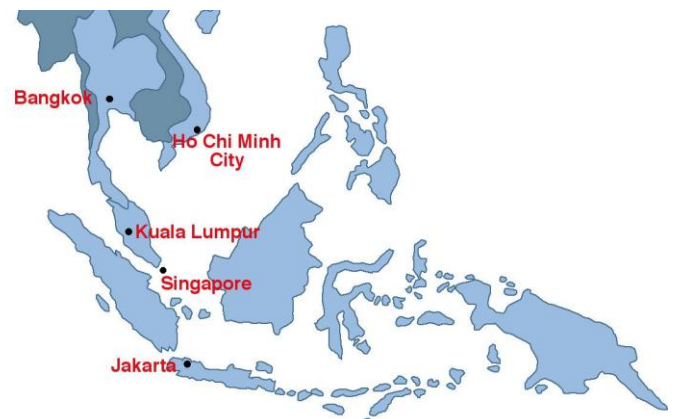 Bangkok
Ho Chi Minh
City
Kuala Lumpur
Singapore
Jakarta